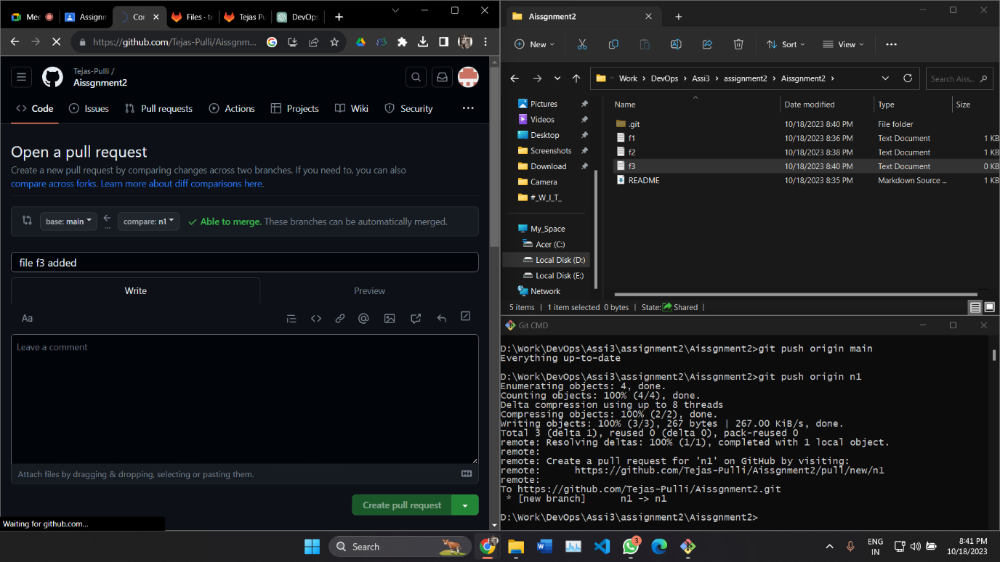 Mee
Assignm
Cor
Files · te
Tejas Pu
DevOps
https://github.com/Tejas-Pulli/Aissgnm...
Tejas-Pulli /
Aissgnment2
Code
Issues
Pull requests
Actions
Projects
Wiki
Security
Open a pull request
Create a new pull request by comparing changes across two branches. If you need to, you can also
compare across forks. Learn more about diff comparisons here.
base: main
...
compare: n1
Able to merge. These branches can be automatically merged.
file f3 added
Write
Preview
Aa
Leave a comment
Attach files by dragging & dropping, selecting or pasting them.
Create pull request
Waiting for github.com...
Aissgnment2
New
Sort
View
« Work > DevOps > Assi3 > assignment2 > Aissgnment2 >
Search Aiss...
Pictures
Videos
Desktop
Screenshots
Download
Camera
#_W_I_T_
My_Space
Acer (C:)
Local Disk (D:)
Local Disk (E:)
Network
Name Date modified Type Size
.git 10/18/2023 8:40 PM File folder
f1 10/18/2023 8:36 PM Text Document 1 KB
f2 10/18/2023 8:38 PM Text Document 1 KB
f3 10/18/2023 8:40 PM Text Document 0 KB
README 10/18/2023 8:35 PM Markdown Source ... 1 KB
5 items | 1 item selected 0 bytes | State: Shared |
Git CMD
D:\Work\DevOps\Assi3\assignment2\Aissgnment2>git push origin main
Everything up-to-date
D:\Work\DevOps\Assi3\assignment2\Aissgnment2>git push origin n1
Enumerating objects: 4, done.
Counting objects: 100% (4/4), done.
Delta compression using up to 8 threads
Compressing objects: 100% (2/2), done.
Writing objects: 100% (3/3), 267 bytes | 267.00 KiB/s, done.
Total 3 (delta 1), reused 0 (delta 0), pack-reused 0
remote: Resolving deltas: 100% (1/1), completed with 1 local object.
remote:
remote: Create a pull request for 'n1' on GitHub by visiting:
remote:      https://github.com/Tejas-Pulli/Aissgnment2/pull/new/n1
remote:
To https://github.com/Tejas-Pulli/Aissgnment2.git
 * [new branch]      n1 -> n1
D:\Work\DevOps\Assi3\assignment2\Aissgnment2>
Search
3
ENG
IN
8:41 PM
10/18/2023